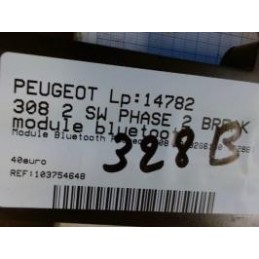 PEUGEOT Lp:14782
308 2 SW PHASE 2 BREAK
module bluetooth
Module Bluetooth
328B
40euro
REF:103754648